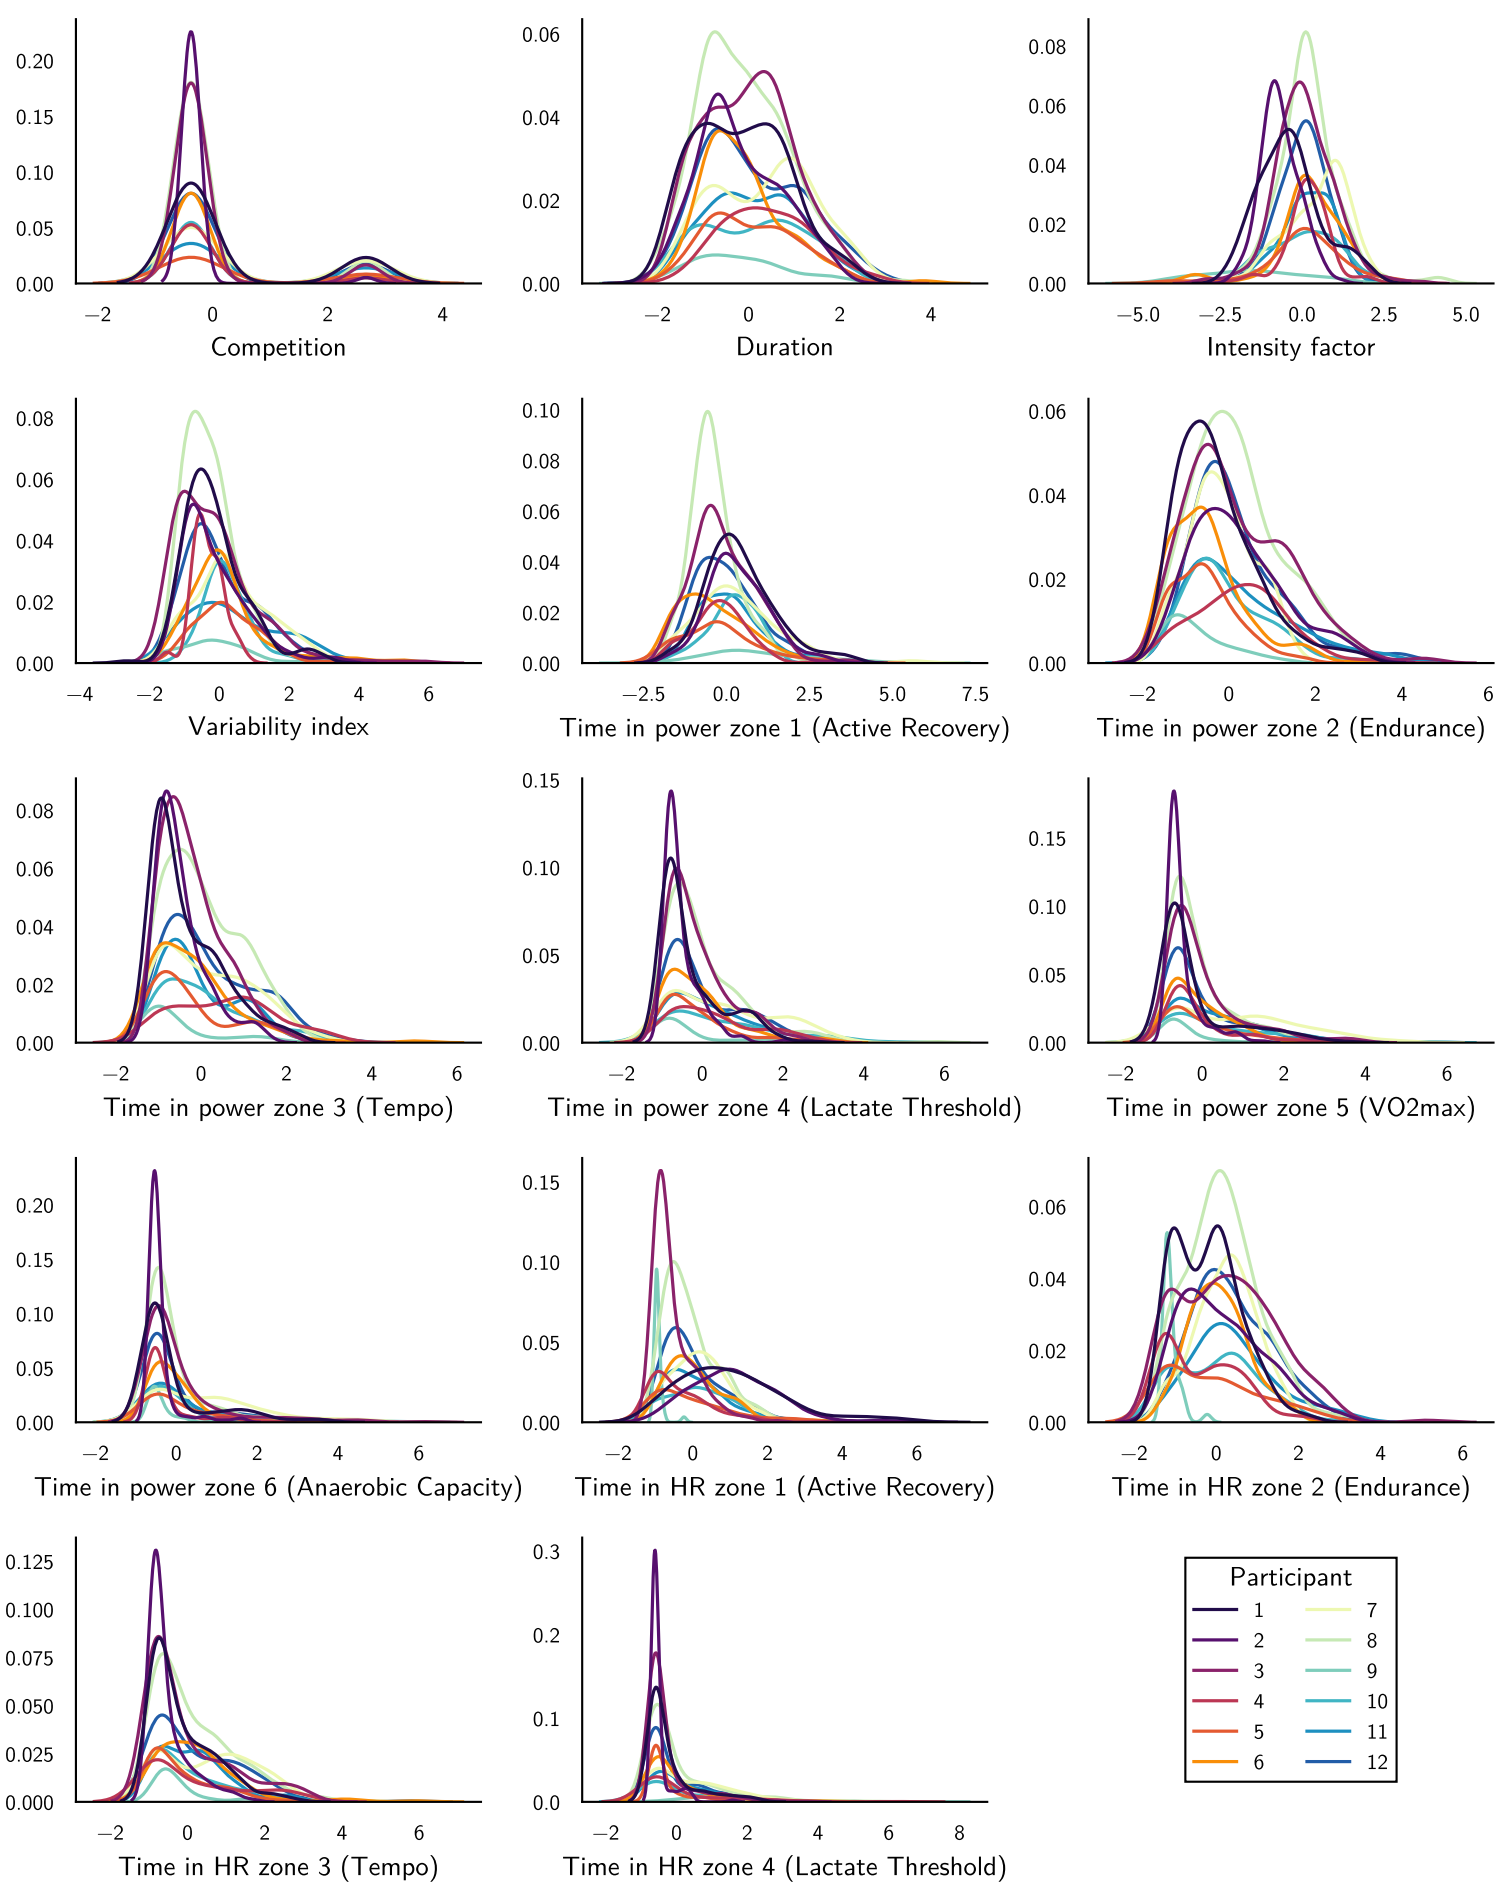 0.20
0.15
0.10
0.05
0.00
−2 0 2 4
Competition
0.06
0.04
0.02
0.00
−2 0 2 4
Duration
0.08
0.06
0.04
0.02
0.00
−5.0 −2.5 0.0 2.5 5.0
Intensity factor
0.08
0.06
0.04
0.02
0.00
−4 −2 0 2 4 6
Variability index
0.10
0.08
0.06
0.04
0.02
0.00
−2.5 0.0 2.5 5.0 7.5
Time in power zone 1 (Active Recovery)
0.06
0.04
0.02
0.00
−2 0 2 4 6
Time in power zone 2 (Endurance)
0.08
0.06
0.04
0.02
0.00
−2 0 2 4 6
Time in power zone 3 (Tempo)
0.15
0.10
0.05
0.00
−2 0 2 4 6
Time in power zone 4 (Lactate Threshold)
0.15
0.10
0.05
0.00
−2 0 2 4 6
Time in power zone 5 (VO2max)
0.20
0.15
0.10
0.05
0.00
−2 0 2 4 6
Time in power zone 6 (Anaerobic Capacity)
0.15
0.10
0.05
0.00
−2 0 2 4 6
Time in HR zone 1 (Active Recovery)
0.06
0.04
0.02
0.00
−2 0 2 4 6
Time in HR zone 2 (Endurance)
0.125
0.100
0.075
0.050
0.025
0.000
−2 0 2 4 6
Time in HR zone 3 (Tempo)
0.3
0.2
0.1
0.0
−2 0 2 4 6 8
Time in HR zone 4 (Lactate Threshold)
Participant
1 7
2 8
3 9
4 10
5 11
6 12